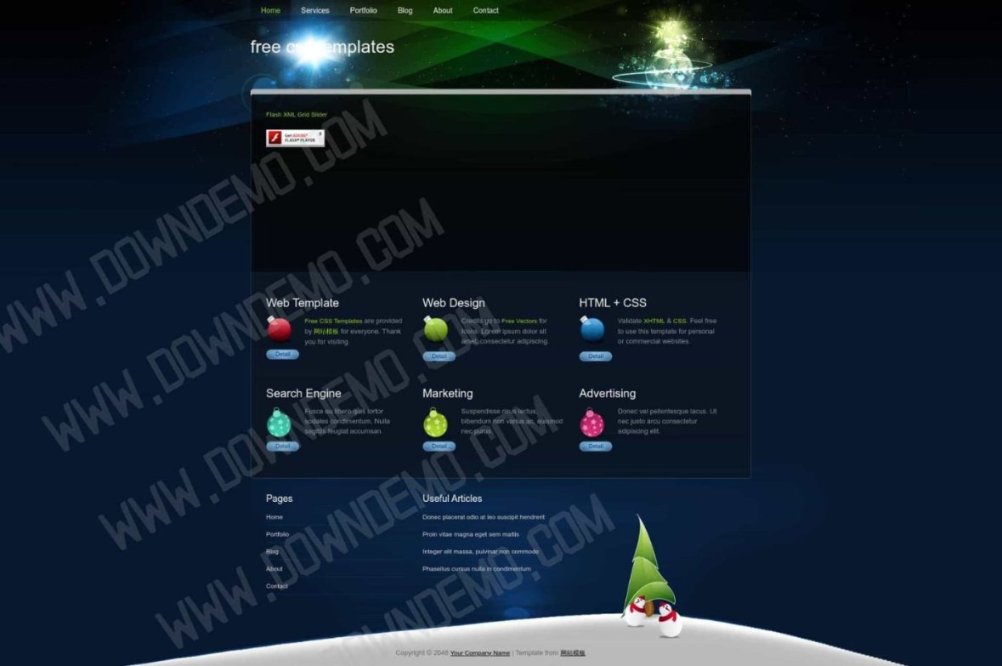 Home Services Portfolio Blog About Contact
free css templates
Flash XML Grid Slider
Get ADOBE®
FLASH® PLAYER
Web Template
Free CSS Templates are provided
by 网站模板 for everyone. Thank
you for visiting.
Detail
Web Design
Credits go to Free Vectors for
icons. Lorem ipsum dolor sit
amet, consectetur adipiscing.
Detail
HTML + CSS
Validate XHTML & CSS. Feel free
to use this template for personal
or commercial websites.
Detail
Search Engine
Fusce eu libero quis tortor
sodales condimentum. Nulla
sagittis feugiat accumsan.
Detail
Marketing
Suspendisse risus lectus,
bibendum non varius ac, euismod
nec purus.
Detail
Advertising
Donec vel pellentesque lacus. Ut
nec justo arcu consectetur
adipiscing elit.
Detail
Pages
Home
Portfolio
Blog
About
Contact
Useful Articles
Donec placerat odio at leo suscipit hendrerit
Proin vitae magna eget sem mattis
Integer elit massa, pulvinar non commodo
Phasellus cursus nulla in condimentum
Copyright © 2048 Your Company Name | Template from 网站模板
WWW.DOWNDEMO.COM
WWW.DOWNDEMO.COM
WWW.DOWNDEMO.COM
WWW.DOWNDEMO.COM
WWW.DOWNDEMO.COM